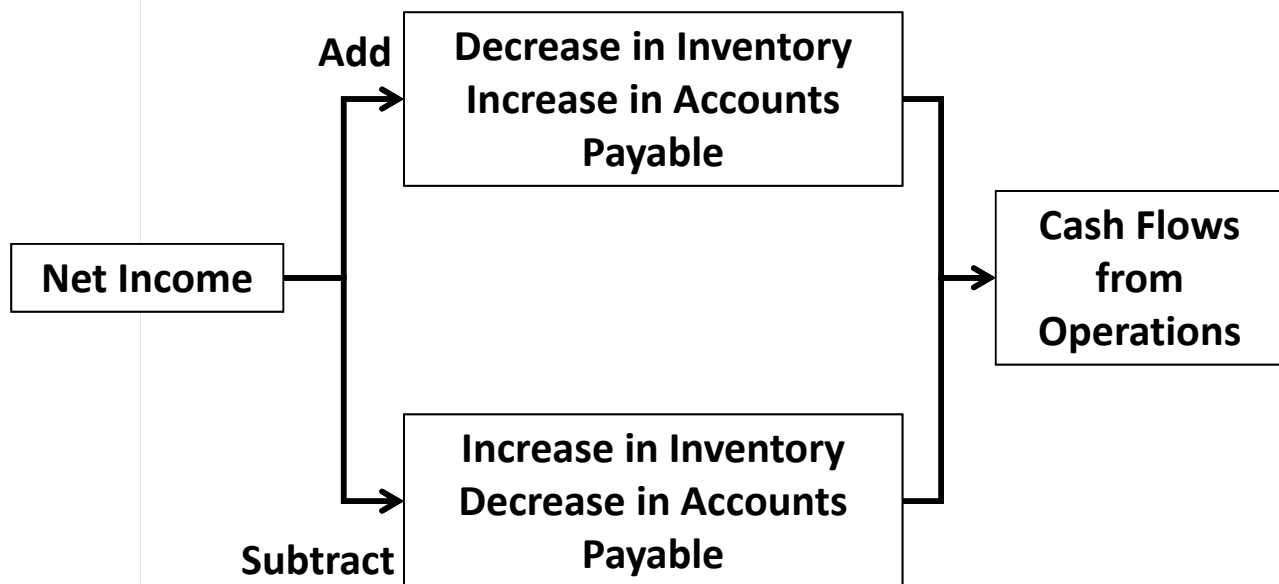 Add
Decrease in Inventory
Increase in Accounts
Payable
Net Income
Cash Flows
from
Operations
Increase in Inventory
Decrease in Accounts
Payable
Subtract